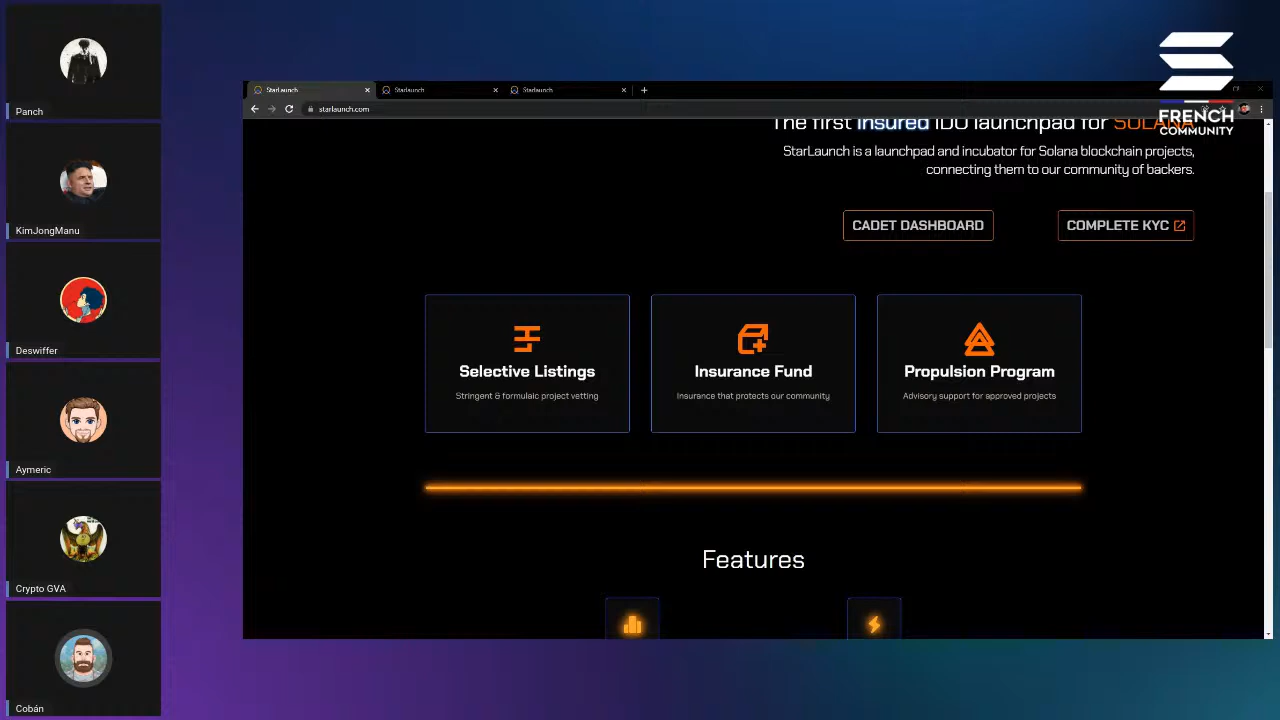 Panch
KimJongManu
Deswiffer
Aymeric
Crypto GVA
Cobán
StarLaunch
StarLaunch
StarLaunch
starlaunch.com
FRENCH
COMMUNITY
The first insured IDO launchpad for SOLANA
StarLaunch is a launchpad and incubator for Solana blockchain projects,
connecting them to our community of backers.
CADET DASHBOARD
COMPLETE KYC
Selective Listings
Stringent & formulaic project vetting
Insurance Fund
Insurance that protects our community
Propulsion Program
Advisory support for approved projects
Features